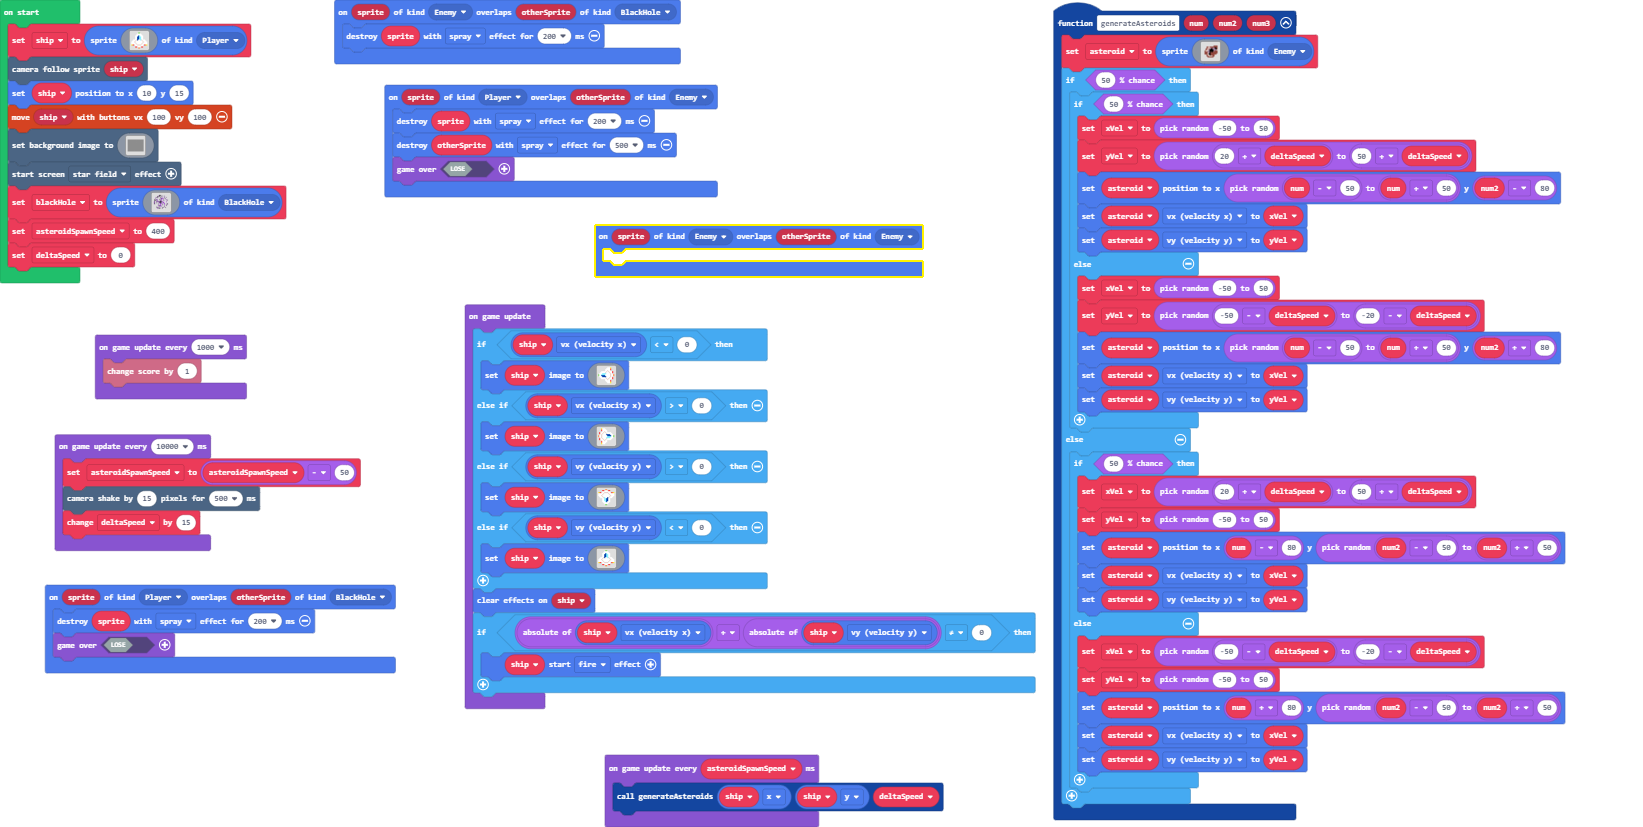 on start
set ship to sprite of kind Player
camera follow sprite ship
set ship position to x 10 y 15
move ship with buttons vx 100 vy 100
set background image to
start screen star field effect
set blackHole to sprite of kind BlackHole
set asteroidSpawnSpeed to 400
set deltaSpeed to 0
on game update every 1000 ms
change score by 1
on game update every 10000 ms
set asteroidSpawnSpeed to asteroidSpawnSpeed - 50
camera shake by 15 pixels for 500 ms
change deltaSpeed by 15
on sprite of kind Player overlaps otherSprite of kind BlackHole
destroy sprite with spray effect for 200 ms
game over LOSE
on sprite of kind Enemy overlaps otherSprite of kind BlackHole
destroy sprite with spray effect for 200 ms
on sprite of kind Player overlaps otherSprite of kind Enemy
destroy sprite with spray effect for 200 ms
destroy otherSprite with spray effect for 500 ms
game over LOSE
on sprite of kind Enemy overlaps otherSprite of kind Enemy
on game update
if ship vx (velocity x) < 0 then
set ship image to
else if ship vx (velocity x) > 0 then
set ship image to
else if ship vy (velocity y) > 0 then
set ship image to
else if ship vy (velocity y) < 0 then
set ship image to
clear effects on ship
if absolute of ship vx (velocity x) + absolute of ship vy (velocity y) ≠ 0 then
ship start fire effect
on game update every asteroidSpawnSpeed ms
call generateAsteroids ship x ship y deltaSpeed
function generateAsteroids num num2 num3
set asteroid to sprite of kind Enemy
if 50 % chance then
if 50 % chance then
set xVel to pick random -50 to 50
set yVel to pick random 20 + deltaSpeed to 50 + deltaSpeed
set asteroid position to x pick random num - 50 to num + 50 y num2 - 80
set asteroid vx (velocity x) to xVel
set asteroid vy (velocity y) to yVel
else
set xVel to pick random -50 to 50
set yVel to pick random -50 - deltaSpeed to -20 - deltaSpeed
set asteroid position to x pick random num - 50 to num + 50 y num2 + 80
set asteroid vx (velocity x) to xVel
set asteroid vy (velocity y) to yVel
else
if 50 % chance then
set xVel to pick random 20 + deltaSpeed to 50 + deltaSpeed
set yVel to pick random -50 to 50
set asteroid position to x num - 80 y pick random num2 - 50 to num2 + 50
set asteroid vx (velocity x) to xVel
set asteroid vy (velocity y) to yVel
else
set xVel to pick random -50 - deltaSpeed to -20 - deltaSpeed
set yVel to pick random -50 to 50
set asteroid position to x num + 80 y pick random num2 - 50 to num2 + 50
set asteroid vx (velocity x) to xVel
set asteroid vy (velocity y) to yVel